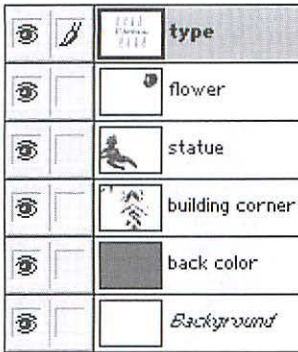 type
flower
statue
building corner
back color
Background